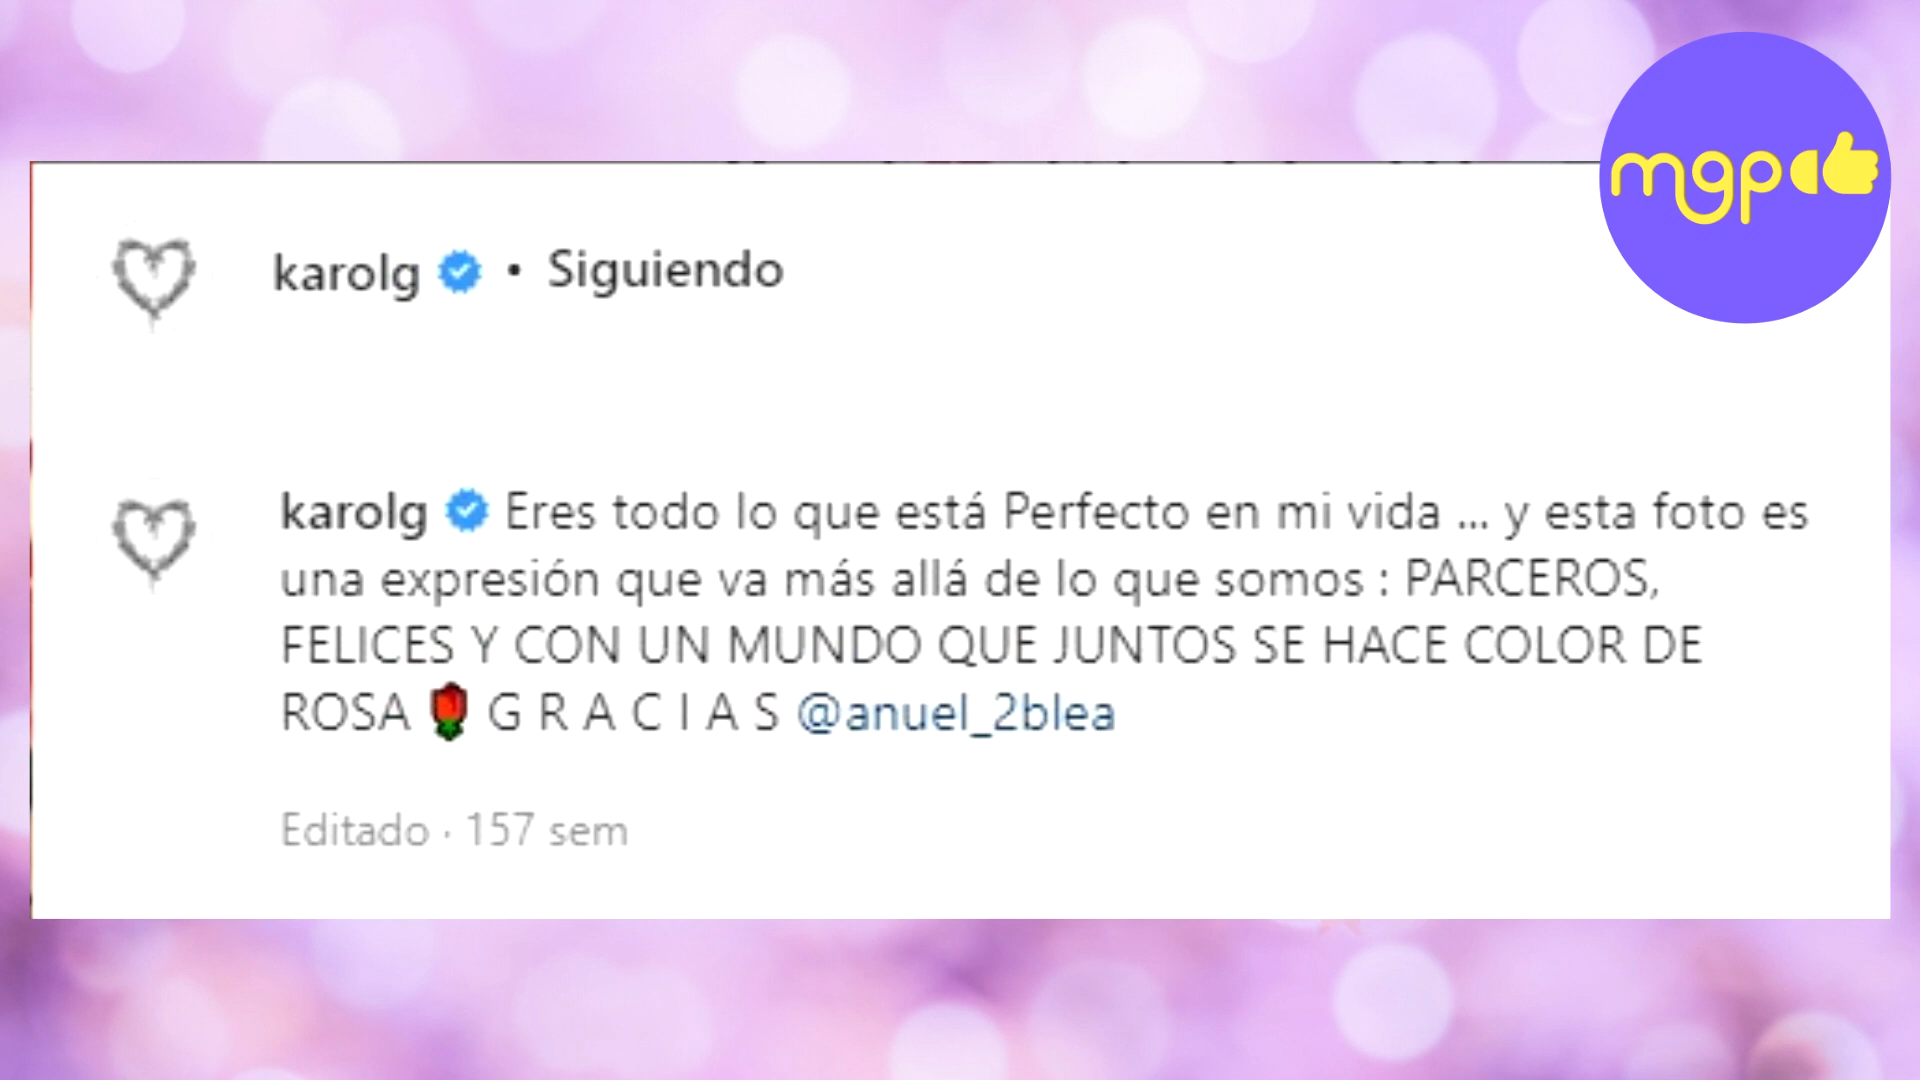 mgp
karolg • Siguiendo
karolg Eres todo lo que está Perfecto en mi vida ... y esta foto es
una expresión que va más allá de lo que somos : PARCEROS,
FELICES Y CON UN MUNDO QUE JUNTOS SE HACE COLOR DE
ROSA 🌹 G R A C I A S @anuel_2blea
Editado · 157 sem